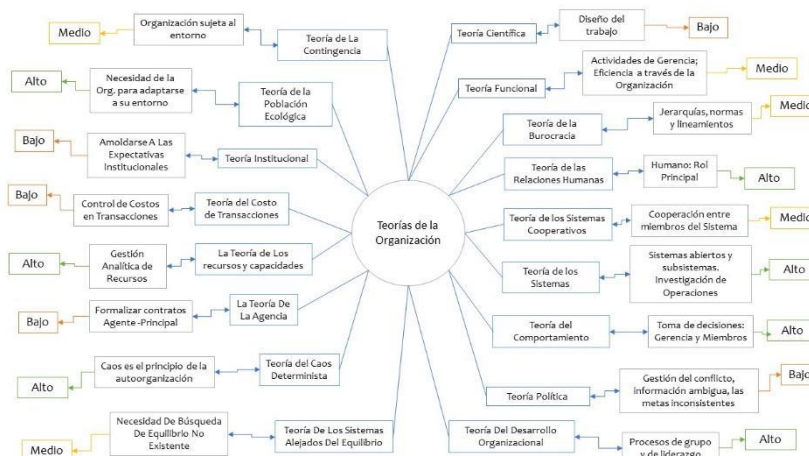 Teorías de la
Organización
Teoría de La
Contingencia
Organización sujeta al
entorno
Medio
Teoría de la
Población
Ecológica
Necesidad de la
Org. para adaptarse
a su entorno
Alto
Teoría Institucional
Amoldarse A Las
Expectativas
Institucionales
Bajo
Teoría del Costo
de Transacciones
Control de Costos
en Transacciones
Bajo
La Teoría de Los
recursos y capacidades
Gestión
Analítica de
Recursos
Alto
La Teoría De
La Agencia
Formalizar contratos
Agente -Principal
Bajo
Teoría del Caos
Determinista
Caos es el principio de la
autoorganización
Alto
Teoría De Los Sistemas
Alejados Del Equilibrio
Necesidad De Búsqueda
De Equilibrio No
Existente
Medio
Teoría Científica
Diseño del
trabajo
Bajo
Teoría Funcional
Actividades de Gerencia;
Eficiencia a través de la
Organización
Medio
Teoría de la
Burocracia
Jerarquías, normas
y lineamientos
Medio
Teoría de las
Relaciones Humanas
Humano: Rol
Principal
Alto
Teoría de los Sistemas
Cooperativos
Cooperación entre
miembros del Sistema
Medio
Teoría de los
Sistemas
Sistemas abiertos y
subsistemas.
Investigación de
Operaciones
Alto
Teoría del
Comportamiento
Toma de decisiones:
Gerencia y Miembros
Alto
Teoría Política
Gestión del conflicto,
información ambigua, las
metas inconsistentes
Bajo
Teoría Del Desarrollo
Organizacional
Procesos de grupo
y de liderazgo
Alto